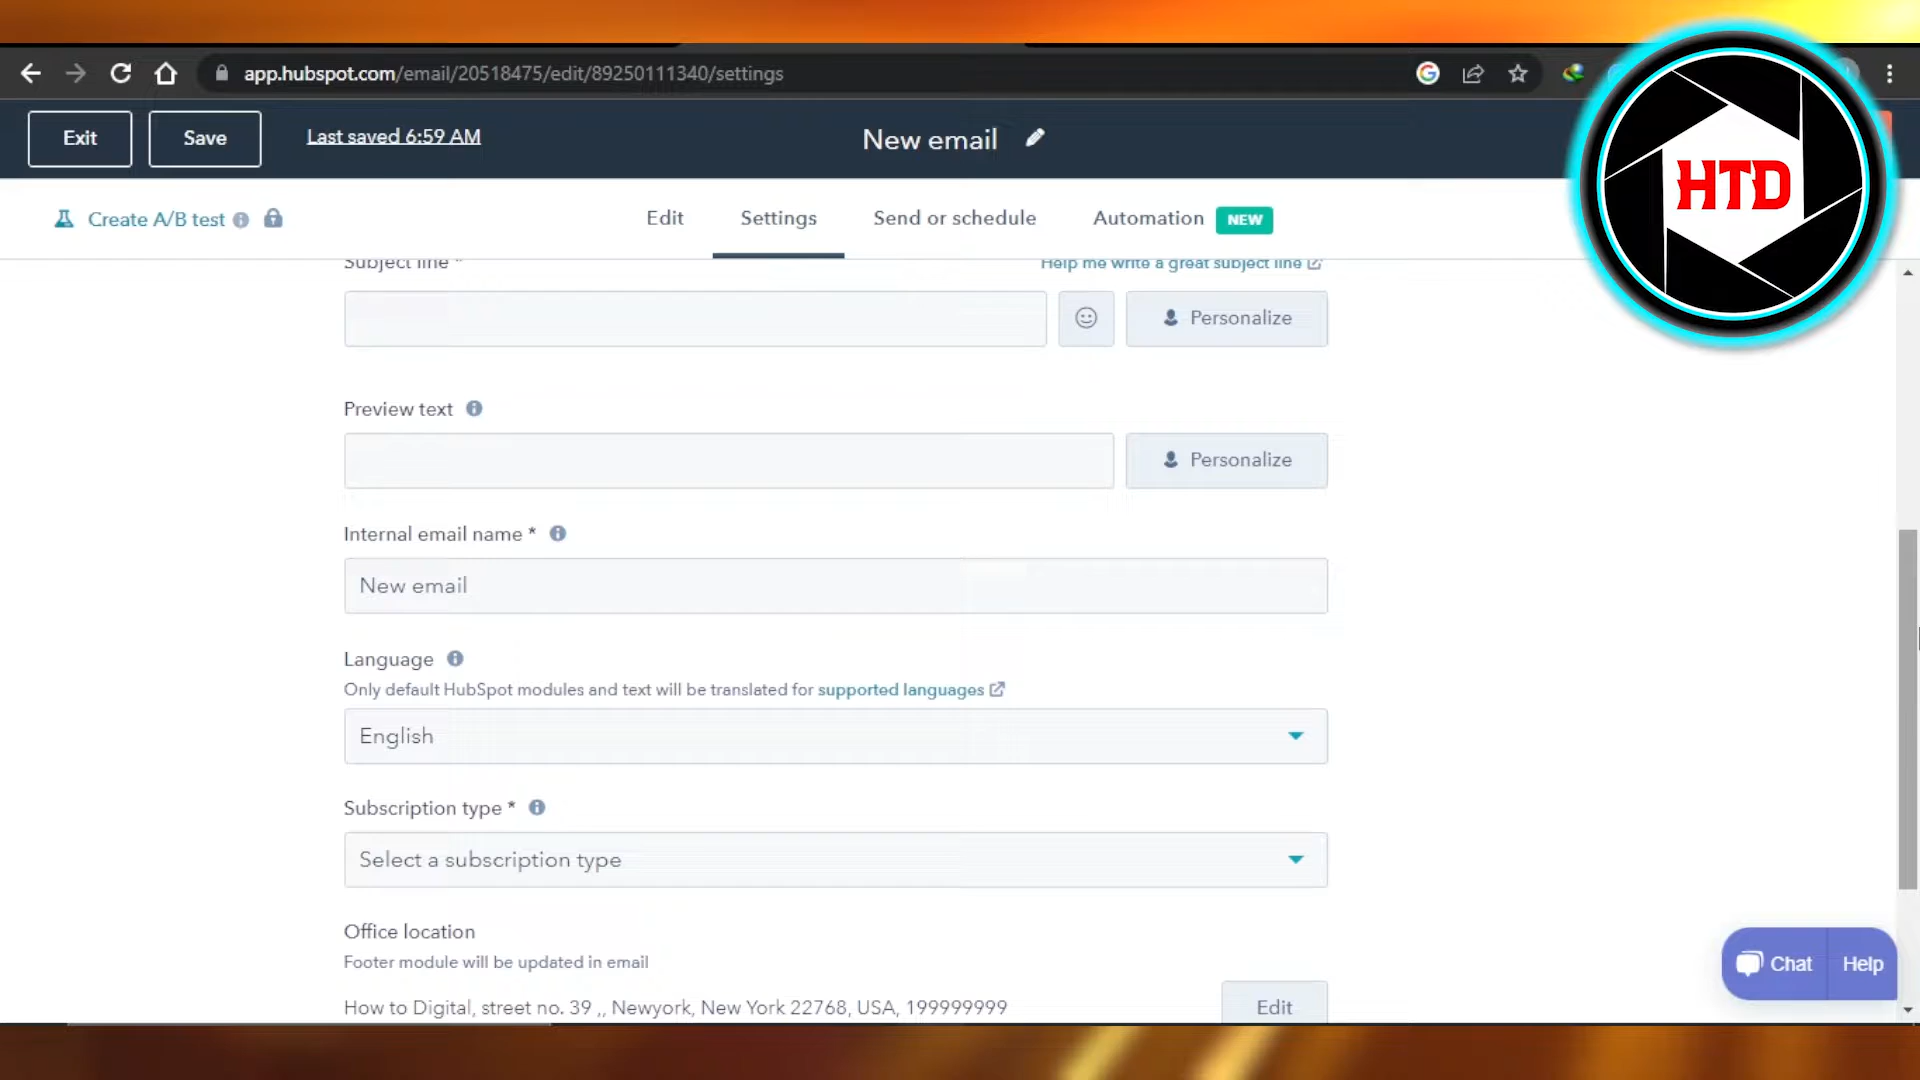 app.hubspot.com/email/20518475/edit/89250111340/settings
Exit
Save
Last saved 6:59 AM
New email
HTD
Create A/B test
Edit
Settings
Send or schedule
Automation
NEW
Subject line *
Help me write a great subject line
Personalize
Preview text
Personalize
Internal email name *
New email
Language
Only default HubSpot modules and text will be translated for supported languages
English
Subscription type *
Select a subscription type
Office location
Footer module will be updated in email
How to Digital, street no. 39 ,, Newyork, New York 22768, USA, 199999999
Edit
Chat
Help